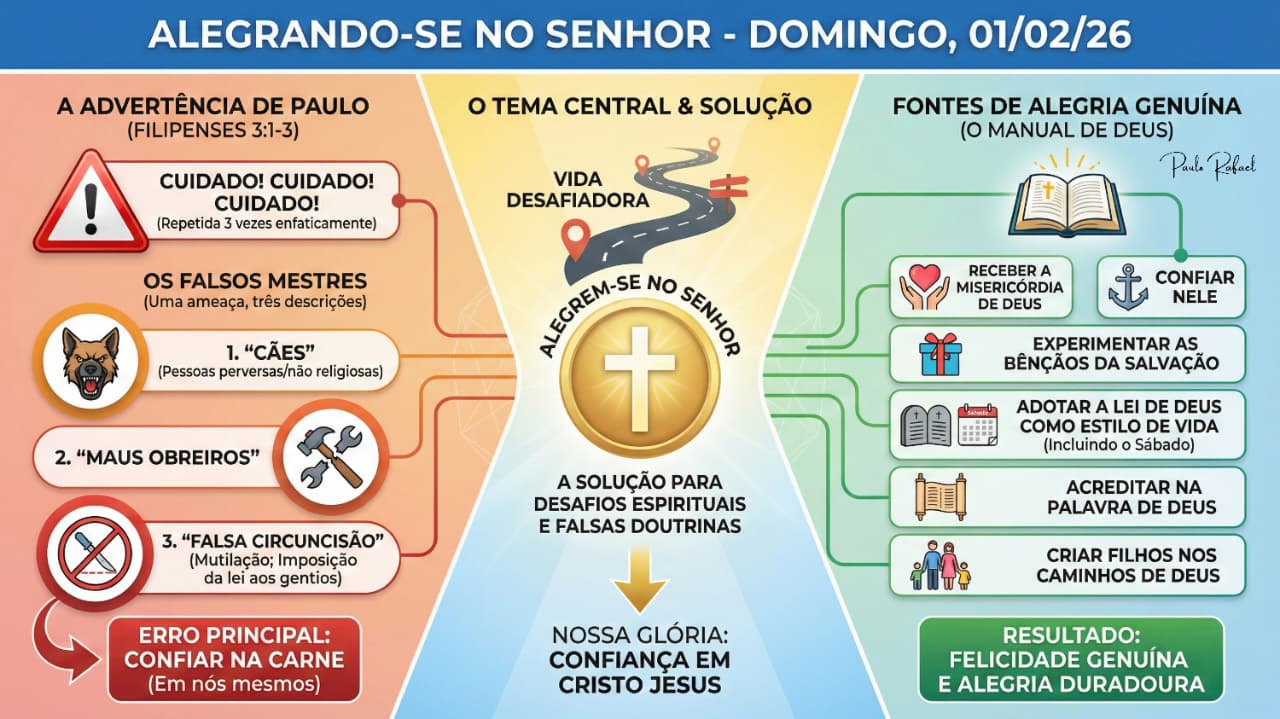 ALEGRANDO-SE NO SENHOR - DOMINGO, 01/02/26
A ADVERTÊNCIA DE PAULO
(FILIPENSES 3:1-3)
CUIDADO! CUIDADO!
CUIDADO!
(Repetida 3 vezes enfaticamente)
OS FALSOS MESTRES
(Uma ameaça, três descrições)
1. “CÃES”
(Pessoas perversas/não religiosas)
2. “MAUS OBREIROS”
3. “FALSA CIRCUNCISÃO”
(Mutilação; Imposição
da lei aos gentios)
ERRO PRINCIPAL:
CONFIAR NA CARNE
(Em nós mesmos)
O TEMA CENTRAL & SOLUÇÃO
VIDA
DESAFIADORA
ALEGREM-SE NO SENHOR
A SOLUÇÃO PARA
DESAFIOS ESPIRITUAIS
E FALSAS DOUTRINAS
NOSSA GLÓRIA:
CONFIANÇA EM
CRISTO JESUS
FONTES DE ALEGRIA GENUÍNA
(O MANUAL DE DEUS)
Paulo Rafael
RECEBER A
MISERICÓRDIA
DE DEUS
CONFIAR
NELE
EXPERIMENTAR AS
BÊNÇÃOS DA SALVAÇÃO
Sábado
ADOTAR A LEI DE DEUS
COMO ESTILO DE VIDA
(Incluindo o Sábado)
ACREDITAR NA
PALAVRA DE DEUS
CRIAR FILHOS NOS
CAMINHOS DE DEUS
RESULTADO:
FELICIDADE GENUÍNA
E ALEGRIA DURADOURA